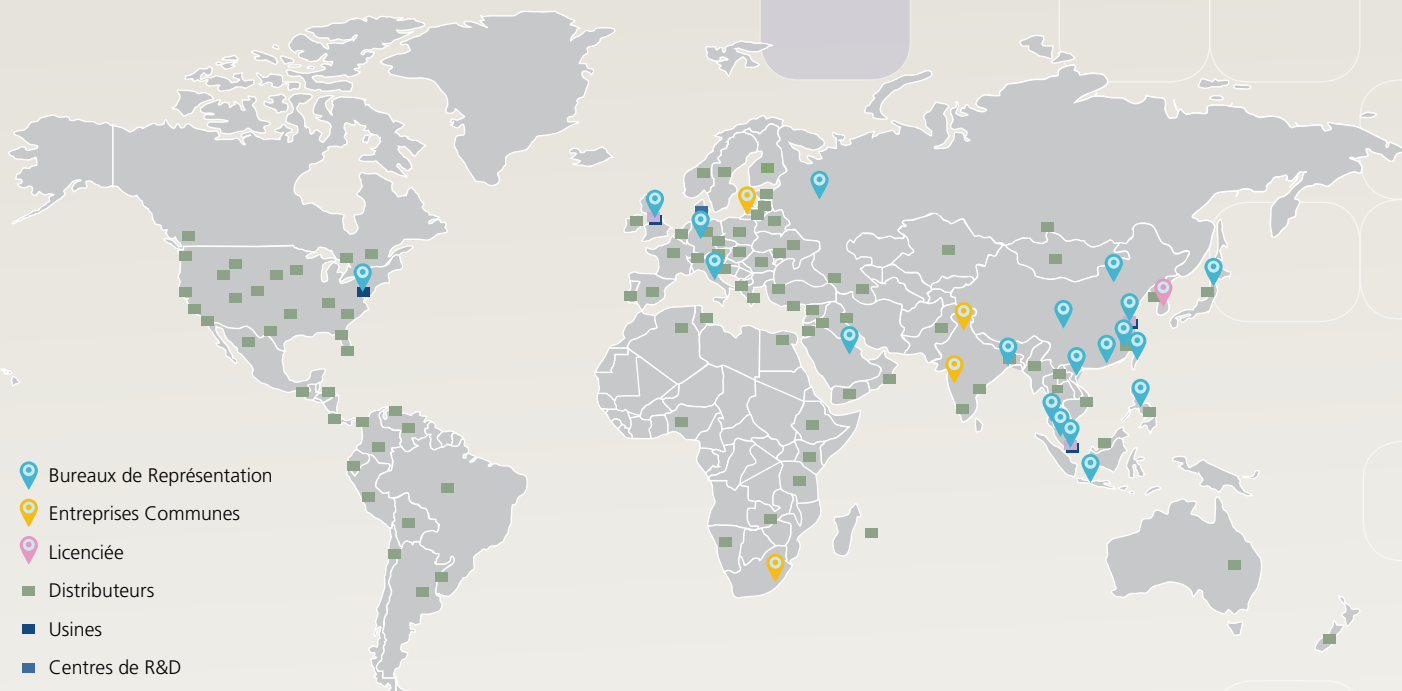 Bureaux de Représentation
Entreprises Communes
Licenciée
Distributeurs
Usines
Centres de R&D